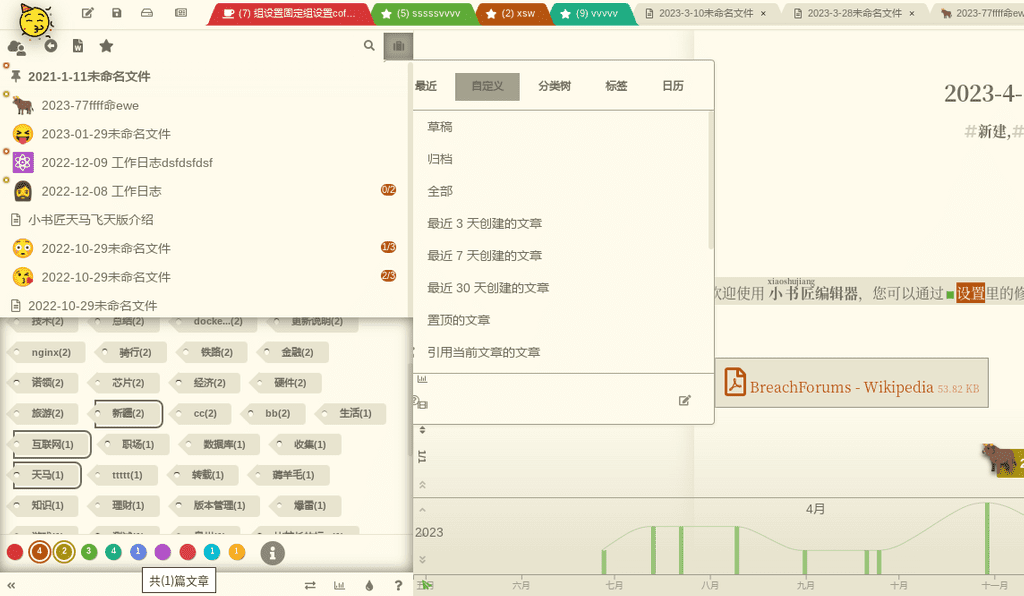 (7) 组设置固定组设置cof...
(5) sssssvvvv
(2) xsw
(9) vvvvv
2023-3-10未命名文件 ×
2023-3-28未命名文件 ×
2023-77ffff命ew
2021-1-11未命名文件
2023-77ffff命ewe
2023-01-29未命名文件
2022-12-09 工作日志dsfdsfdsf
2022-12-08 工作日志
0/2
小书匠天马飞天版介绍
2022-10-29未命名文件
1/3
2022-10-29未命名文件
2/3
2022-10-29未命名文件
最近
自定义
分类树
标签
日历
草稿
归档
全部
最近 3 天创建的文章
最近 7 天创建的文章
最近 30 天创建的文章
置顶的文章
引用当前文章的文章
2023-4-
#新建,#
xiaoshujiang
欢迎使用 小书匠编辑器，您可以通过 设置里的修
BreachForums - Wikipedia 53.82 KB
技术(2)
总结(2)
docke...(2)
更新说明(2)
nginx(2)
骑行(2)
铁路(2)
金融(2)
诺领(2)
芯片(2)
经济(2)
硬件(2)
旅游(2)
新疆(2)
cc(2)
bb(2)
生活(1)
互联网(1)
职场(1)
数据库(1)
收集(1)
天马(1)
ttttt(1)
转载(1)
薅羊毛(1)
知识(1)
理财(1)
版本管理(1)
爆雷(1)
4
2
3
4
1
1
1
共(1)篇文章
1/1
2023
4月
五月
六月
七月
八月
九月
十月
十一月